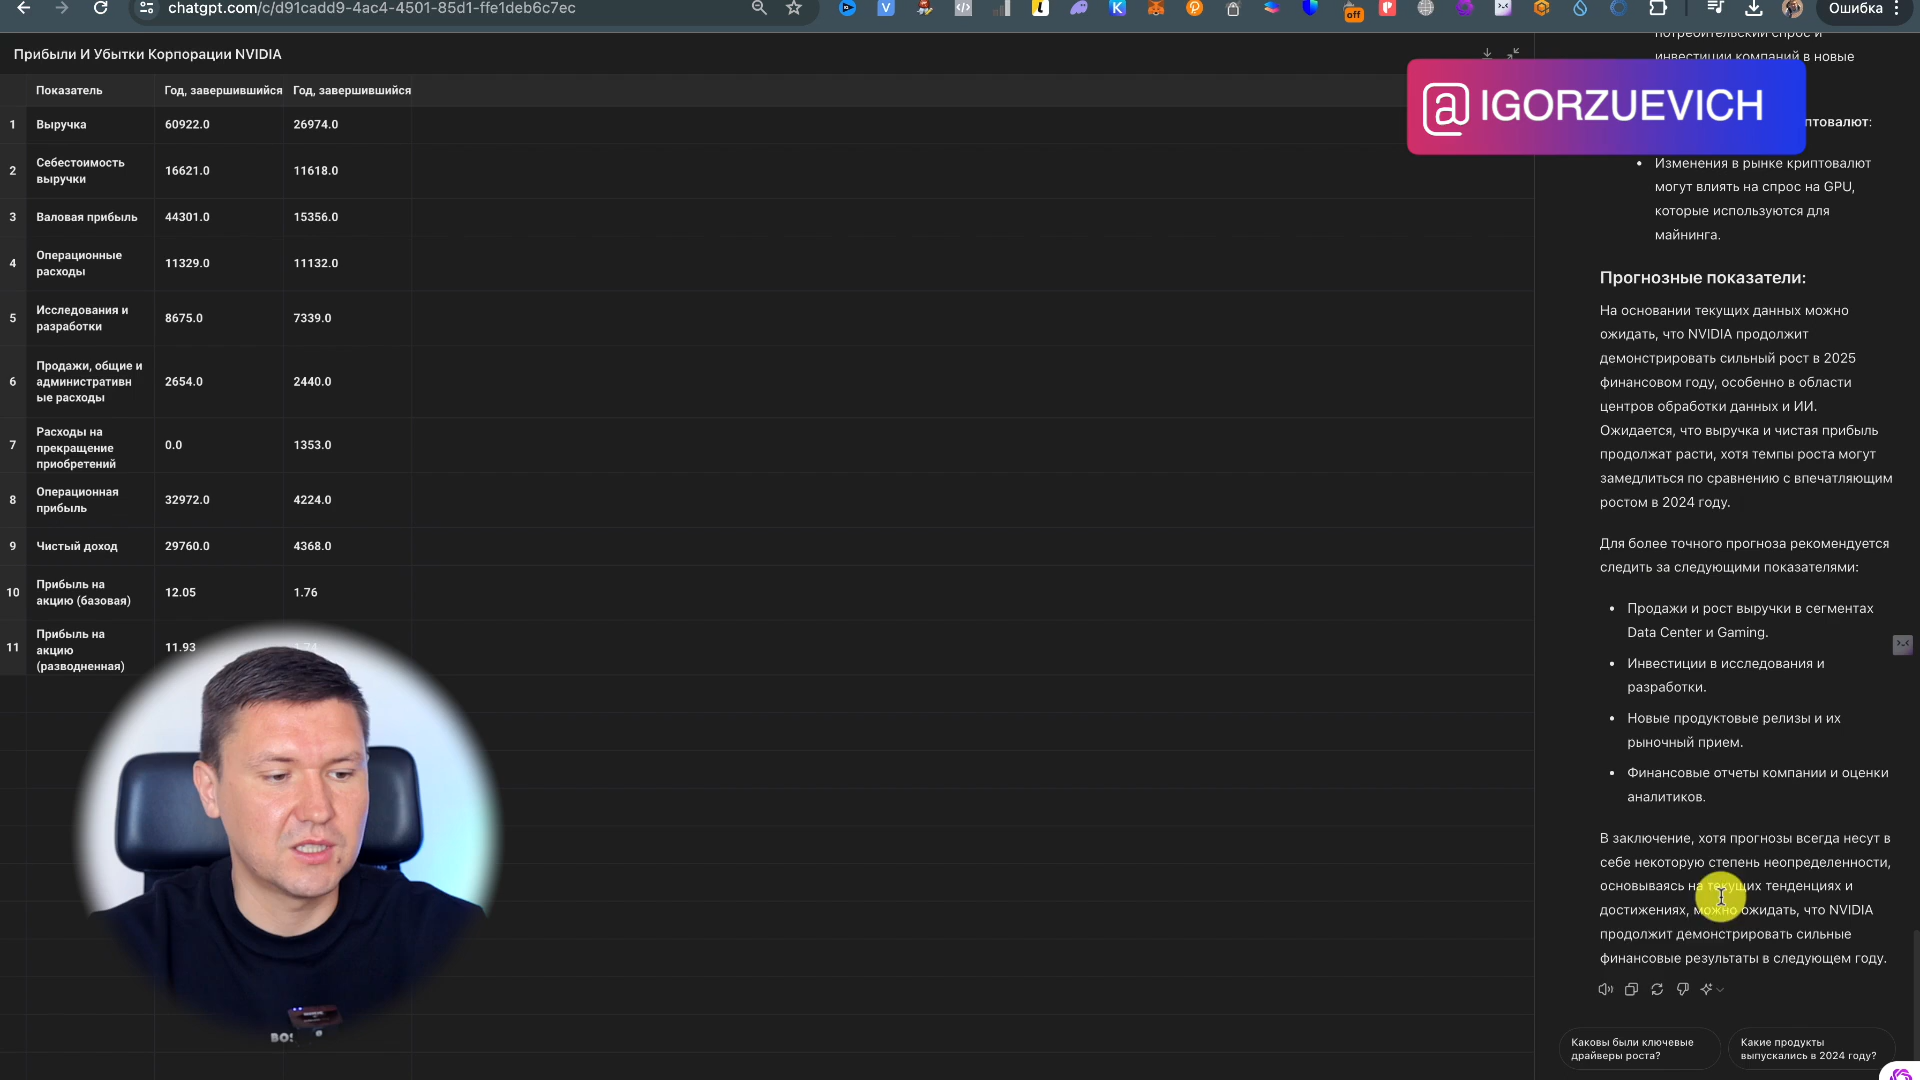 chatgpt.com/c/d91cadd9-4ac4-4501-85d1-ffe1deb6c7ec
off
Ошибка
Прибыли И Убытки Корпорации NVIDIA
Показатель Год, завершившийся Год, завершившийся
1 Выручка 60922.0 26974.0
2 Себестоимость выручки 16621.0 11618.0
3 Валовая прибыль 44301.0 15356.0
4 Операционные расходы 11329.0 11132.0
5 Исследования и разработки 8675.0 7339.0
6 Продажи, общие и административн ые расходы 2654.0 2440.0
7 Расходы на прекращение приобретений 0.0 1353.0
8 Операционная прибыль 32972.0 4224.0
9 Чистый доход 29760.0 4368.0
10 Прибыль на акцию (базовая) 12.05 1.76
11 Прибыль на акцию (разводненная) 11.93
@IGORZUEVICH
потребительский спрос и
инвестиции компаний в новые
птовалют:
• Изменения в рынке криптовалют
могут влиять на спрос на GPU,
которые используются для
майнинга.
Прогнозные показатели:
На основании текущих данных можно
ожидать, что NVIDIA продолжит
демонстрировать сильный рост в 2025
финансовом году, особенно в области
центров обработки данных и ИИ.
Ожидается, что выручка и чистая прибыль
продолжат расти, хотя темпы роста могут
замедлиться по сравнению с впечатляющим
ростом в 2024 году.
Для более точного прогноза рекомендуется
следить за следующими показателями:
• Продажи и рост выручки в сегментах
Data Center и Gaming.
• Инвестиции в исследования и
разработки.
• Новые продуктовые релизы и их
рыночный прием.
• Финансовые отчеты компании и оценки
аналитиков.
В заключение, хотя прогнозы всегда несут в
себе некоторую степень неопределенности,
основываясь на текущих тенденциях и
достижениях, можно ожидать, что NVIDIA
продолжит демонстрировать сильные
финансовые результаты в следующем году.
Каковы были ключевые
драйверы роста?
Какие продукты
выпускались в 2024 году?